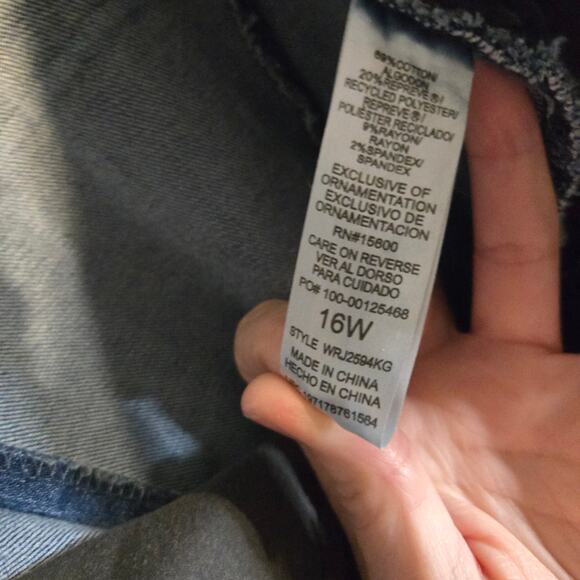 69%COTTON/
ALGODON
20%REPREVE®/
RECYCLED POLYESTER/
REPREVE®/
POLIESTER RECICLADO/
9%RAYON/
RAYON
2%SPANDEX/
SPANDEX
EXCLUSIVE OF
ORNAMENTATION
EXCLUSIVO DE
ORNAMENTACION
RN#15600
CARE ON REVERSE
VER AL DORSO
PARA CUIDADO
PO# 100-00125468
16W
STYLE WRJ2594KG
MADE IN CHINA
HECHO EN CHINA
197178761564